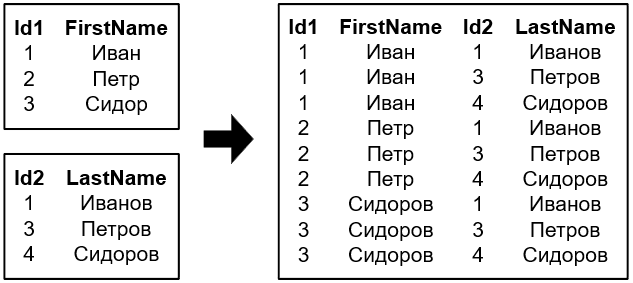 Id1 FirstName
1 Иван
2 Петр
3 Сидор
Id2 LastName
1 Иванов
3 Петров
4 Сидоров
Id1 FirstName Id2 LastName
1 Иван 1 Иванов
1 Иван 3 Петров
1 Иван 4 Сидоров
2 Петр 1 Иванов
2 Петр 3 Петров
2 Петр 4 Сидоров
3 Сидоров 1 Иванов
3 Сидоров 3 Петров
3 Сидоров 4 Сидоров